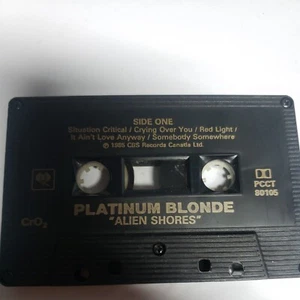 SIDE ONE
Situation Critical / Crying Over You / Red Light /
It Ain't Love Anyway / Somebody Somewhere
℗ 1985 CBS Records Canada Ltd.
CrO₂
PCCT
80105
PLATINUM BLONDE
"ALIEN SHORES"